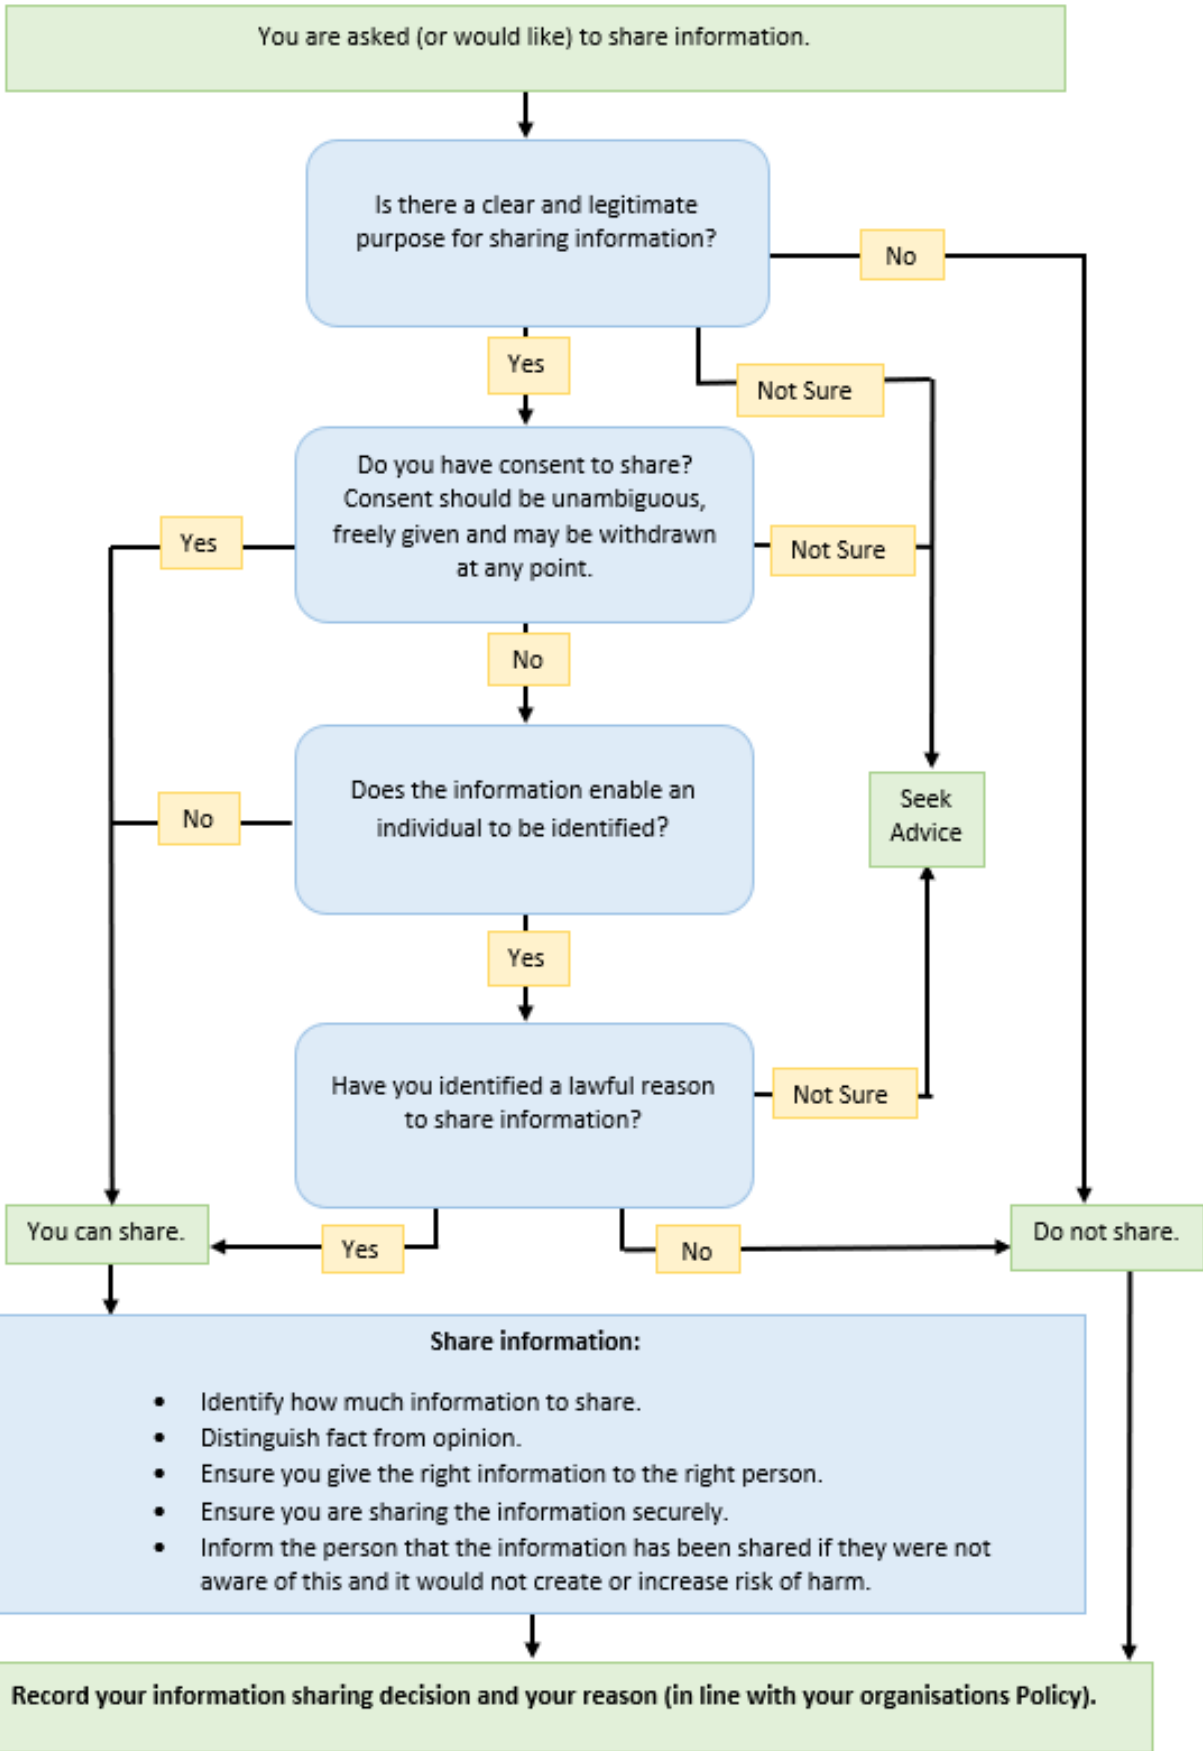 You are asked (or would like) to share information.
Is there a clear and legitimate
purpose for sharing information?
No
Yes
Not Sure
Do you have consent to share?
Consent should be unambiguous,
freely given and may be withdrawn
at any point.
Yes
Not Sure
No
Does the information enable an
individual to be identified?
No
Seek
Advice
Yes
Have you identified a lawful reason
to share information?
Not Sure
You can share.
Yes
No
Do not share.
Share information:
• Identify how much information to share.
• Distinguish fact from opinion.
• Ensure you give the right information to the right person.
• Ensure you are sharing the information securely.
• Inform the person that the information has been shared if they were not
aware of this and it would not create or increase risk of harm.
Record your information sharing decision and your reason (in line with your organisations Policy).